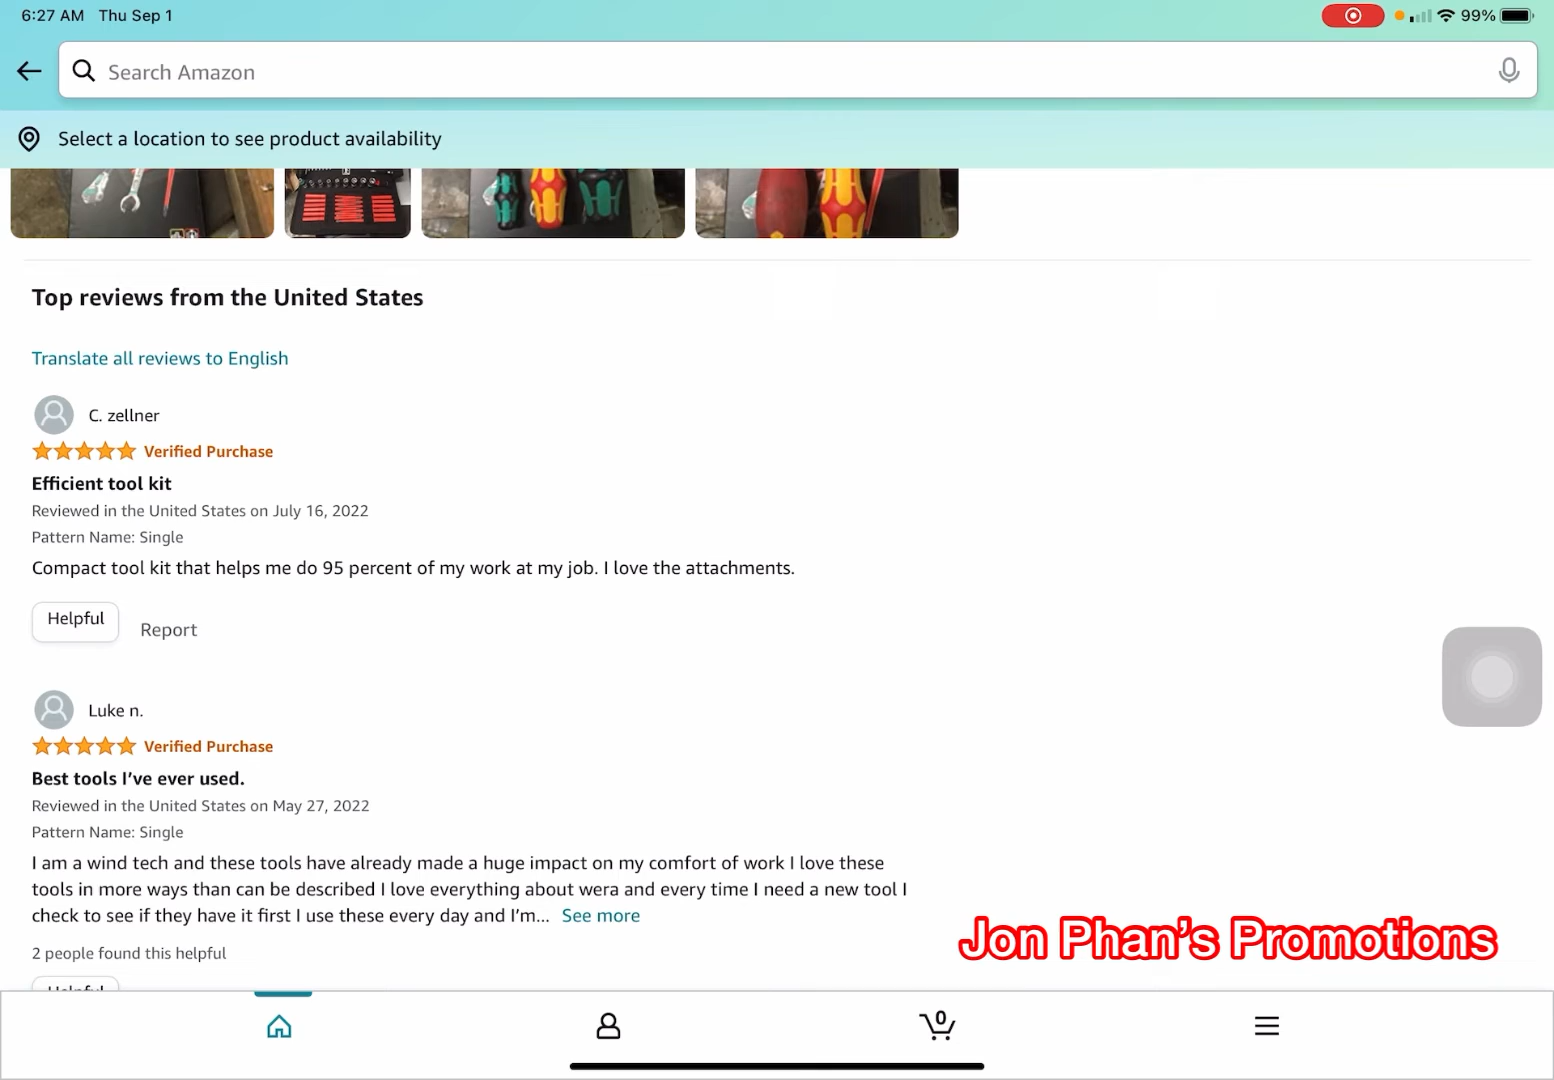 6:27 AM Thu Sep 1
99%
Search Amazon
Select a location to see product availability
Top reviews from the United States
Translate all reviews to English
C. zellner
Verified Purchase
Efficient tool kit
Reviewed in the United States on July 16, 2022
Pattern Name: Single
Compact tool kit that helps me do 95 percent of my work at my job. I love the attachments.
Helpful
Report
Luke n.
Verified Purchase
Best tools I’ve ever used.
Reviewed in the United States on May 27, 2022
Pattern Name: Single
I am a wind tech and these tools have already made a huge impact on my comfort of work I love these
tools in more ways than can be described I love everything about wera and every time I need a new tool I
check to see if they have it first I use these every day and I’m... See more
Jon Phan’s Promotions
2 people found this helpful
Helpful
0